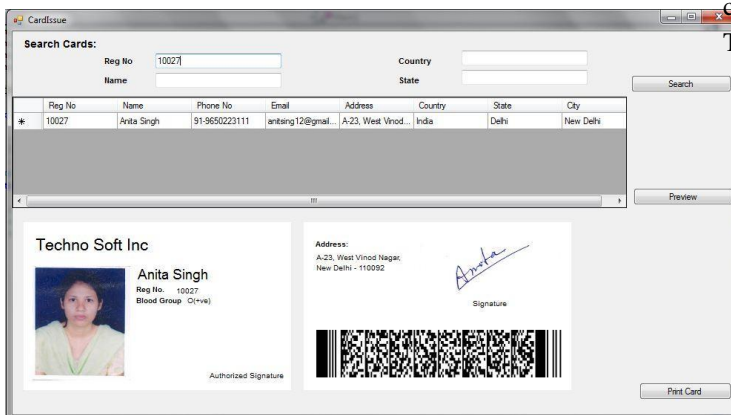 CardIssue
Search Cards:
Reg No 10027 Country
Name State
Search
Reg No Name Phone No Email Address Country State City
10027 Anita Singh 91-9650223111 anitsing12@gmail... A-23, West Vinod... India Delhi New Delhi
Preview
Techno Soft Inc
Anita Singh
Reg No. 10027
Blood Group O(+ve)
Authorized Signature
Address:
A-23, West Vinod Nagar,
New Delhi - 110092
Anita
Signature
Print Card